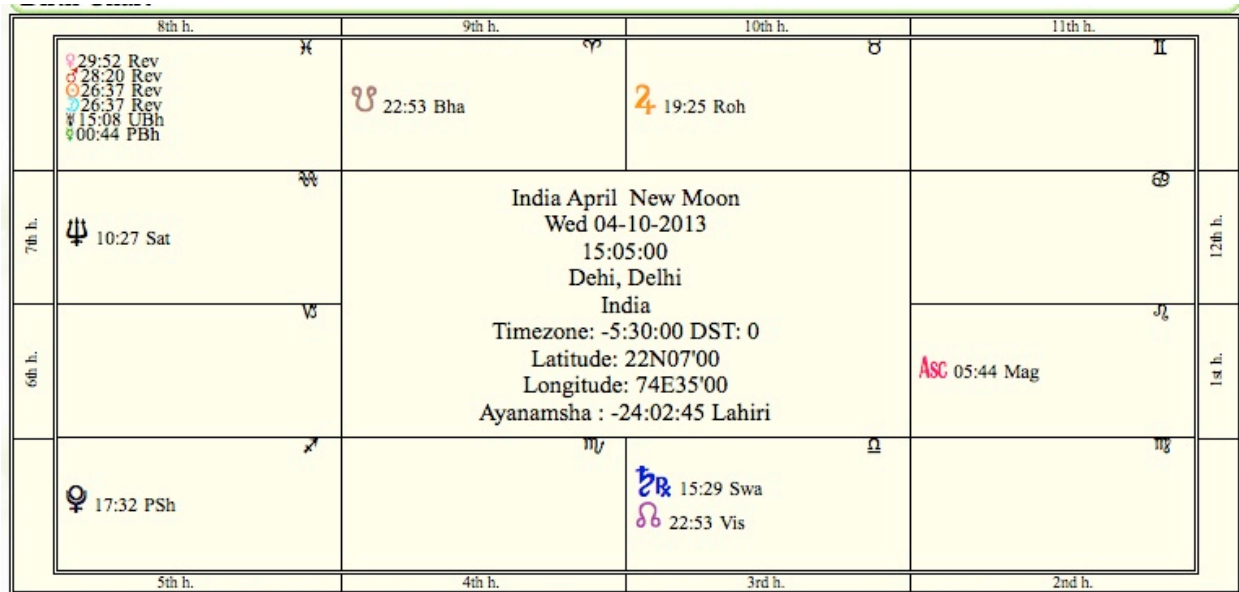 8th h. 9th h. 10th h. 11th h.
♓ ♈ ♉ ♊
♀29:52 Rev
♂28:20 Rev
☉26:37 Rev
☽26:37 Rev
♅15:08 UBh
☿00:44 PBh
☋ 22:53 Bha
♃ 19:25 Roh
7th h.
♒
♆ 10:27 Sat
India April New Moon
Wed 04-10-2013
15:05:00
Dehi, Delhi
India
Timezone: -5:30:00 DST: 0
Latitude: 22N07'00
Longitude: 74E35'00
Ayanamsha : -24:02:45 Lahiri
♋
12th h.
6th h.
♑
♌
Asc 05:44 Mag
1st h.
♐ ♏ ♎ ♍
♇ 17:32 PSh
♄℞ 15:29 Swa
☊ 22:53 Vis
5th h. 4th h. 3rd h. 2nd h.